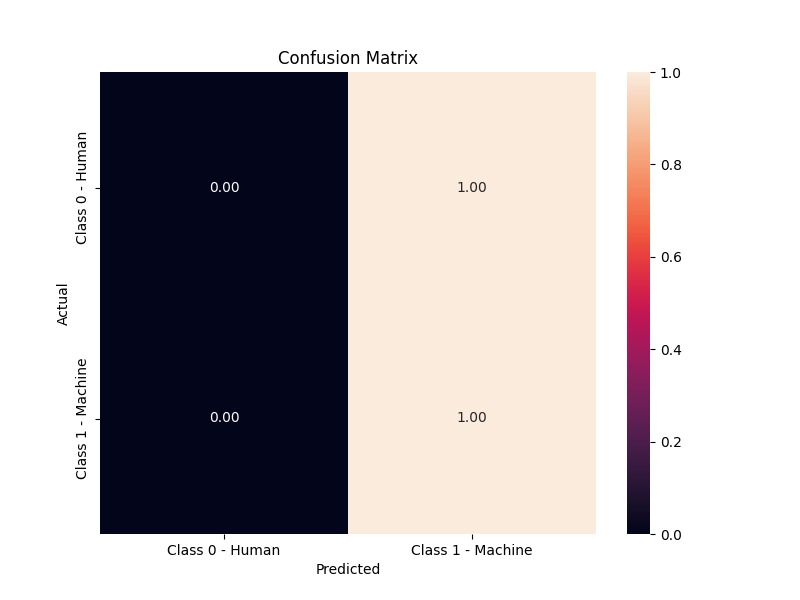 Confusion Matrix
Class 0 - Human
0.00 1.00
Actual
Class 1 - Machine
0.00 1.00
Class 0 - Human Class 1 - Machine
Predicted
1.0
0.8
0.6
0.4
0.2
0.0